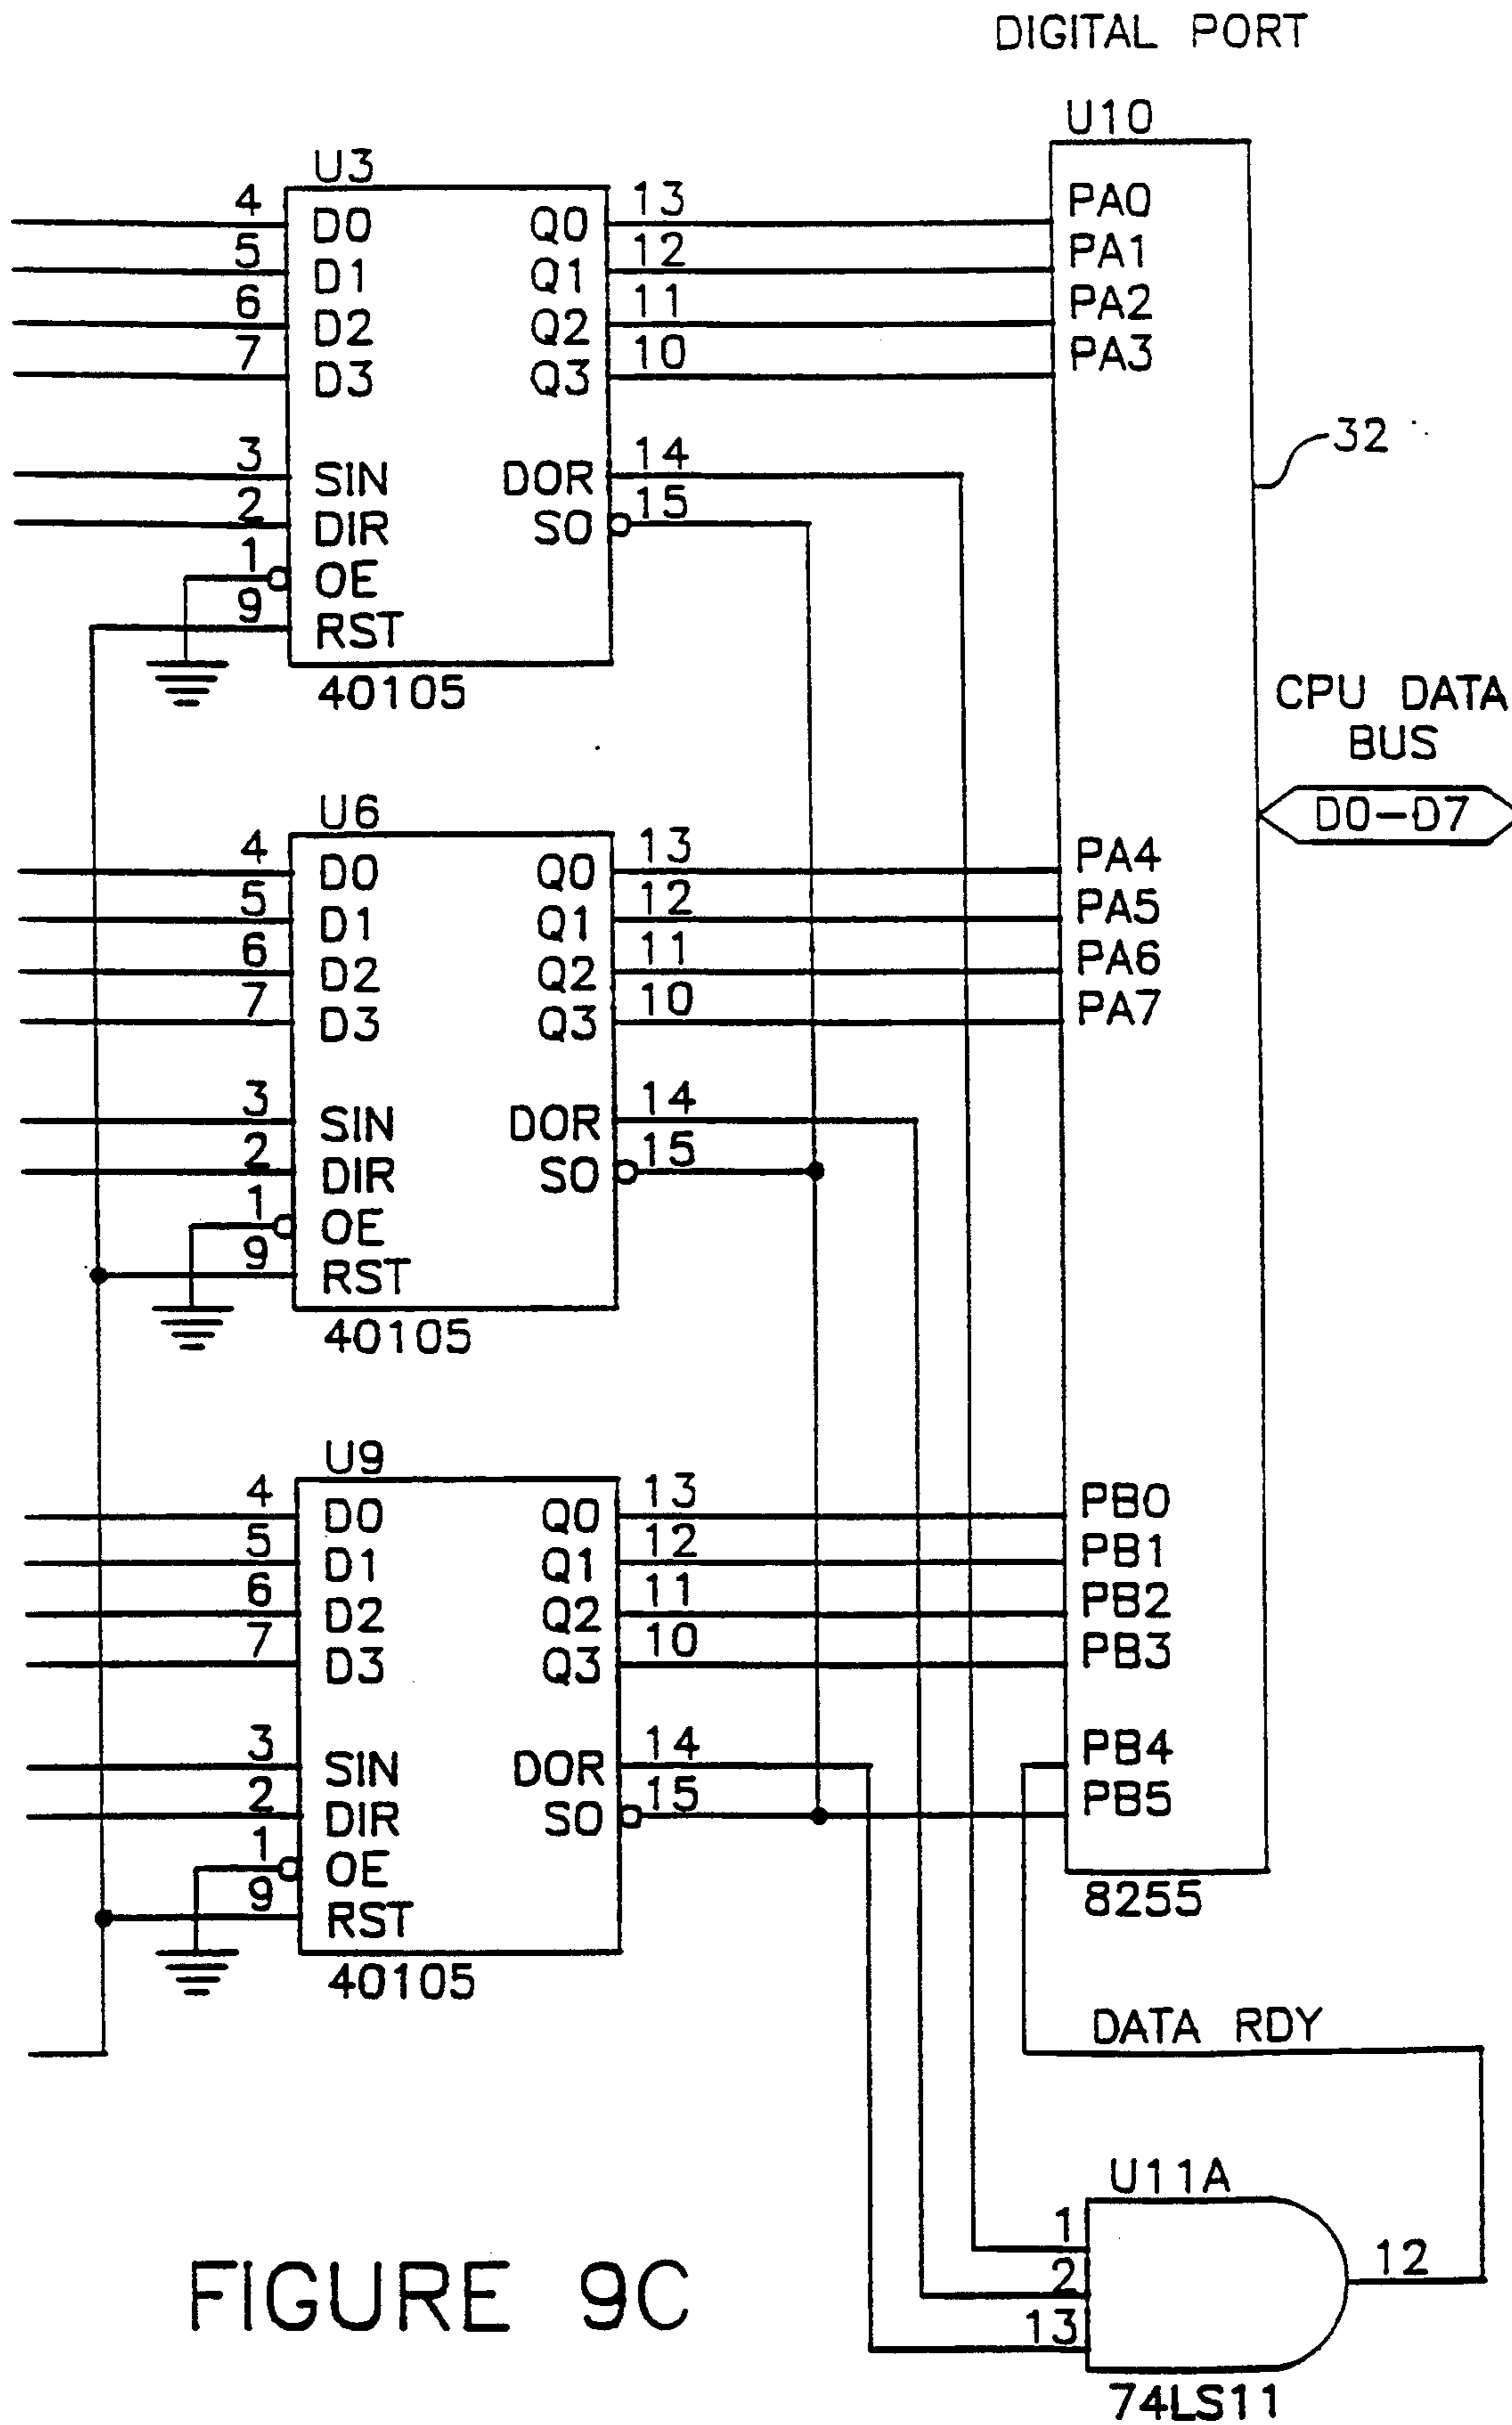 DIGITAL PORT
U10
U3
4 D0 Q0 13 PA0
5 D1 Q1 12 PA1
6 D2 Q2 11 PA2
7 D3 Q3 10 PA3
3 SIN DOR 14
2 DIR SO 15
1 OE
9 RST
40105
32
CPU DATA
BUS
D0-D7
U6
4 D0 Q0 13 PA4
5 D1 Q1 12 PA5
6 D2 Q2 11 PA6
7 D3 Q3 10 PA7
3 SIN DOR 14
2 DIR SO 15
1 OE
9 RST
40105
U9
4 D0 Q0 13 PB0
5 D1 Q1 12 PB1
6 D2 Q2 11 PB2
7 D3 Q3 10 PB3
3 SIN DOR 14 PB4
2 DIR SO 15 PB5
1 OE
9 RST
40105
8255
DATA RDY
U11A
1
2
13
12
74LS11
FIGURE 9C